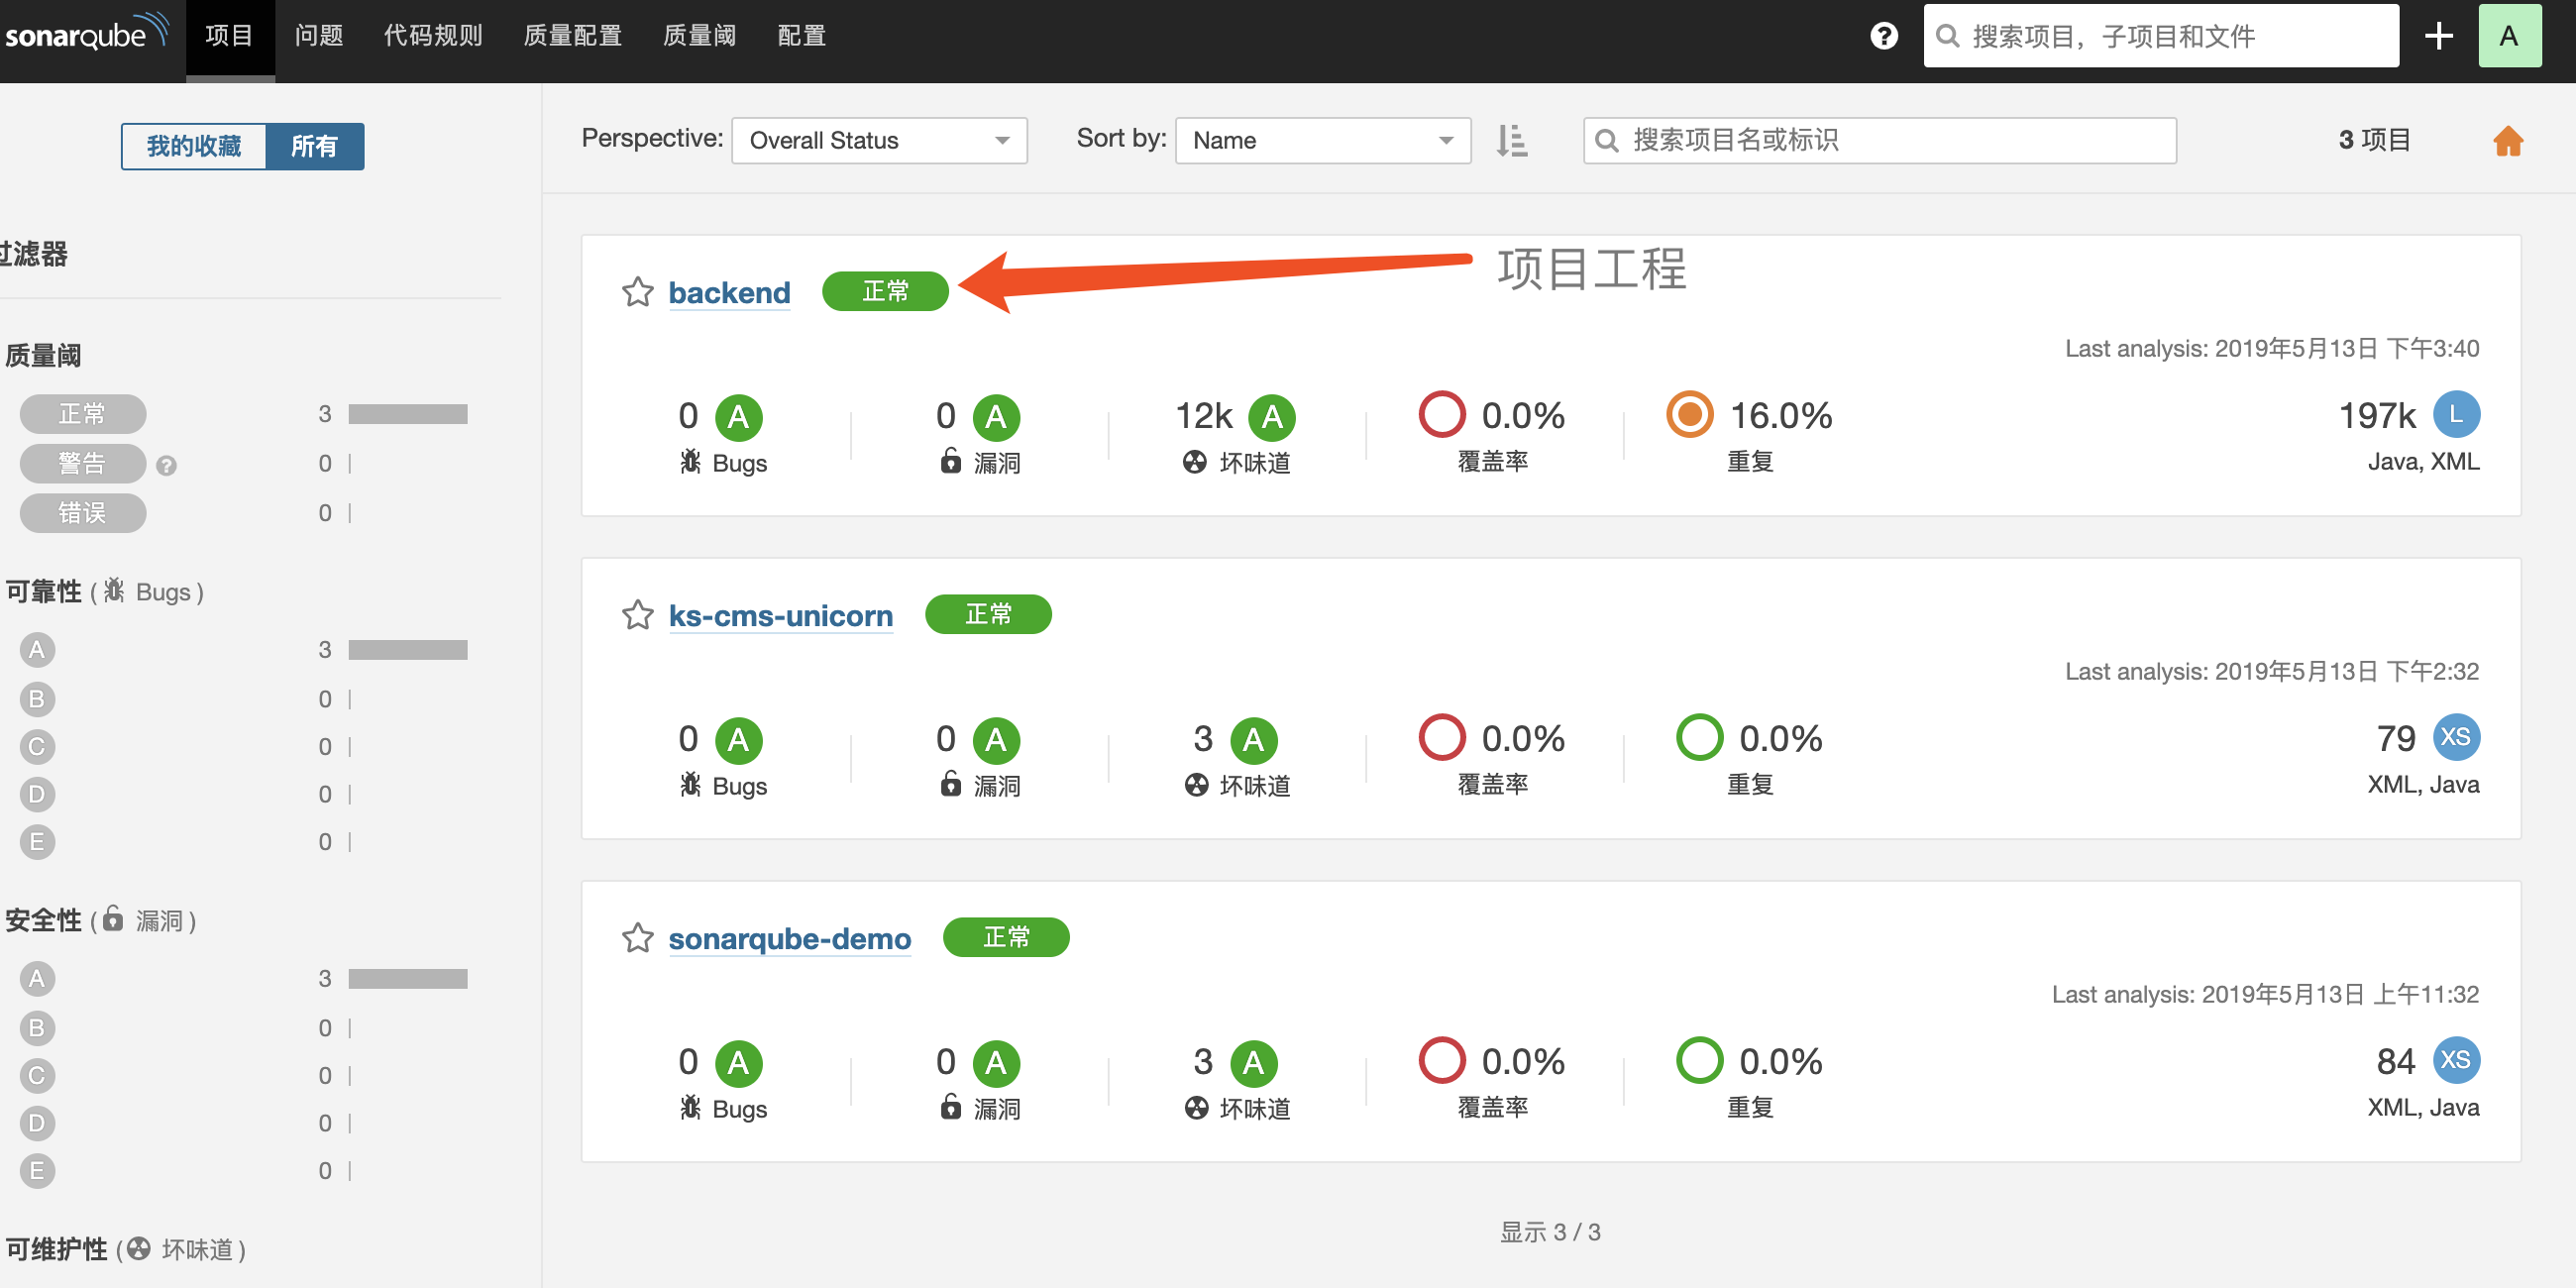 sonarqube 项目 问题 代码规则 质量配置 质量阈 配置 ? 搜索项目，子项目和文件 + A
我的收藏 所有
Perspective: Overall Status Sort by: Name 搜索项目名或标识 3 项目
过滤器
质量阈
正常 3
警告 ? 0
错误 0
可靠性 ( Bugs )
A 3
B 0
C 0
D 0
E 0
安全性 ( 漏洞 )
A 3
B 0
C 0
D 0
E 0
可维护性 ( 坏味道 )
backend 正常 项目工程
Last analysis: 2019年5月13日 下午3:40
0 A 0 A 12k A 0.0% 16.0% 197k L
Bugs 漏洞 坏味道 覆盖率 重复 Java, XML
ks-cms-unicorn 正常
Last analysis: 2019年5月13日 下午2:32
0 A 0 A 3 A 0.0% 0.0% 79 XS
Bugs 漏洞 坏味道 覆盖率 重复 XML, Java
sonarqube-demo 正常
Last analysis: 2019年5月13日 上午11:32
0 A 0 A 3 A 0.0% 0.0% 84 XS
Bugs 漏洞 坏味道 覆盖率 重复 XML, Java
显示 3 / 3